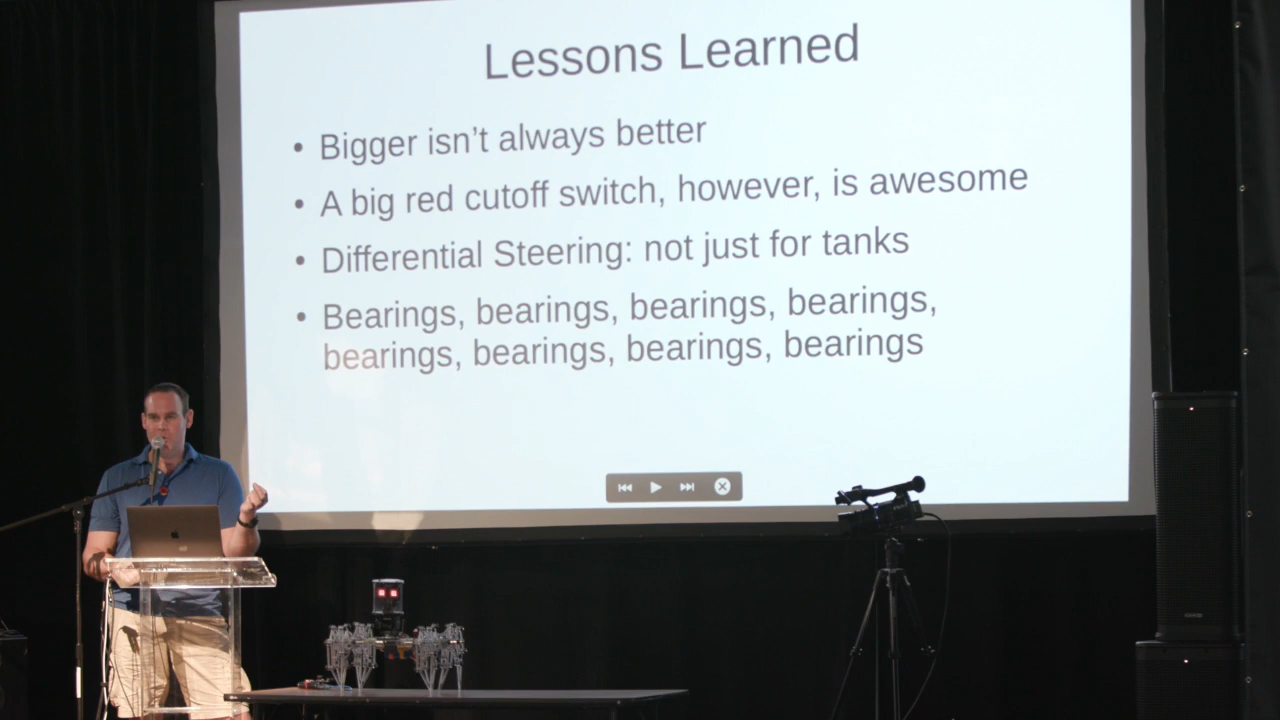 Lessons Learned
• Bigger isn’t always better
• A big red cutoff switch, however, is awesome
• Differential Steering: not just for tanks
• Bearings, bearings, bearings, bearings,
bearings, bearings, bearings, bearings